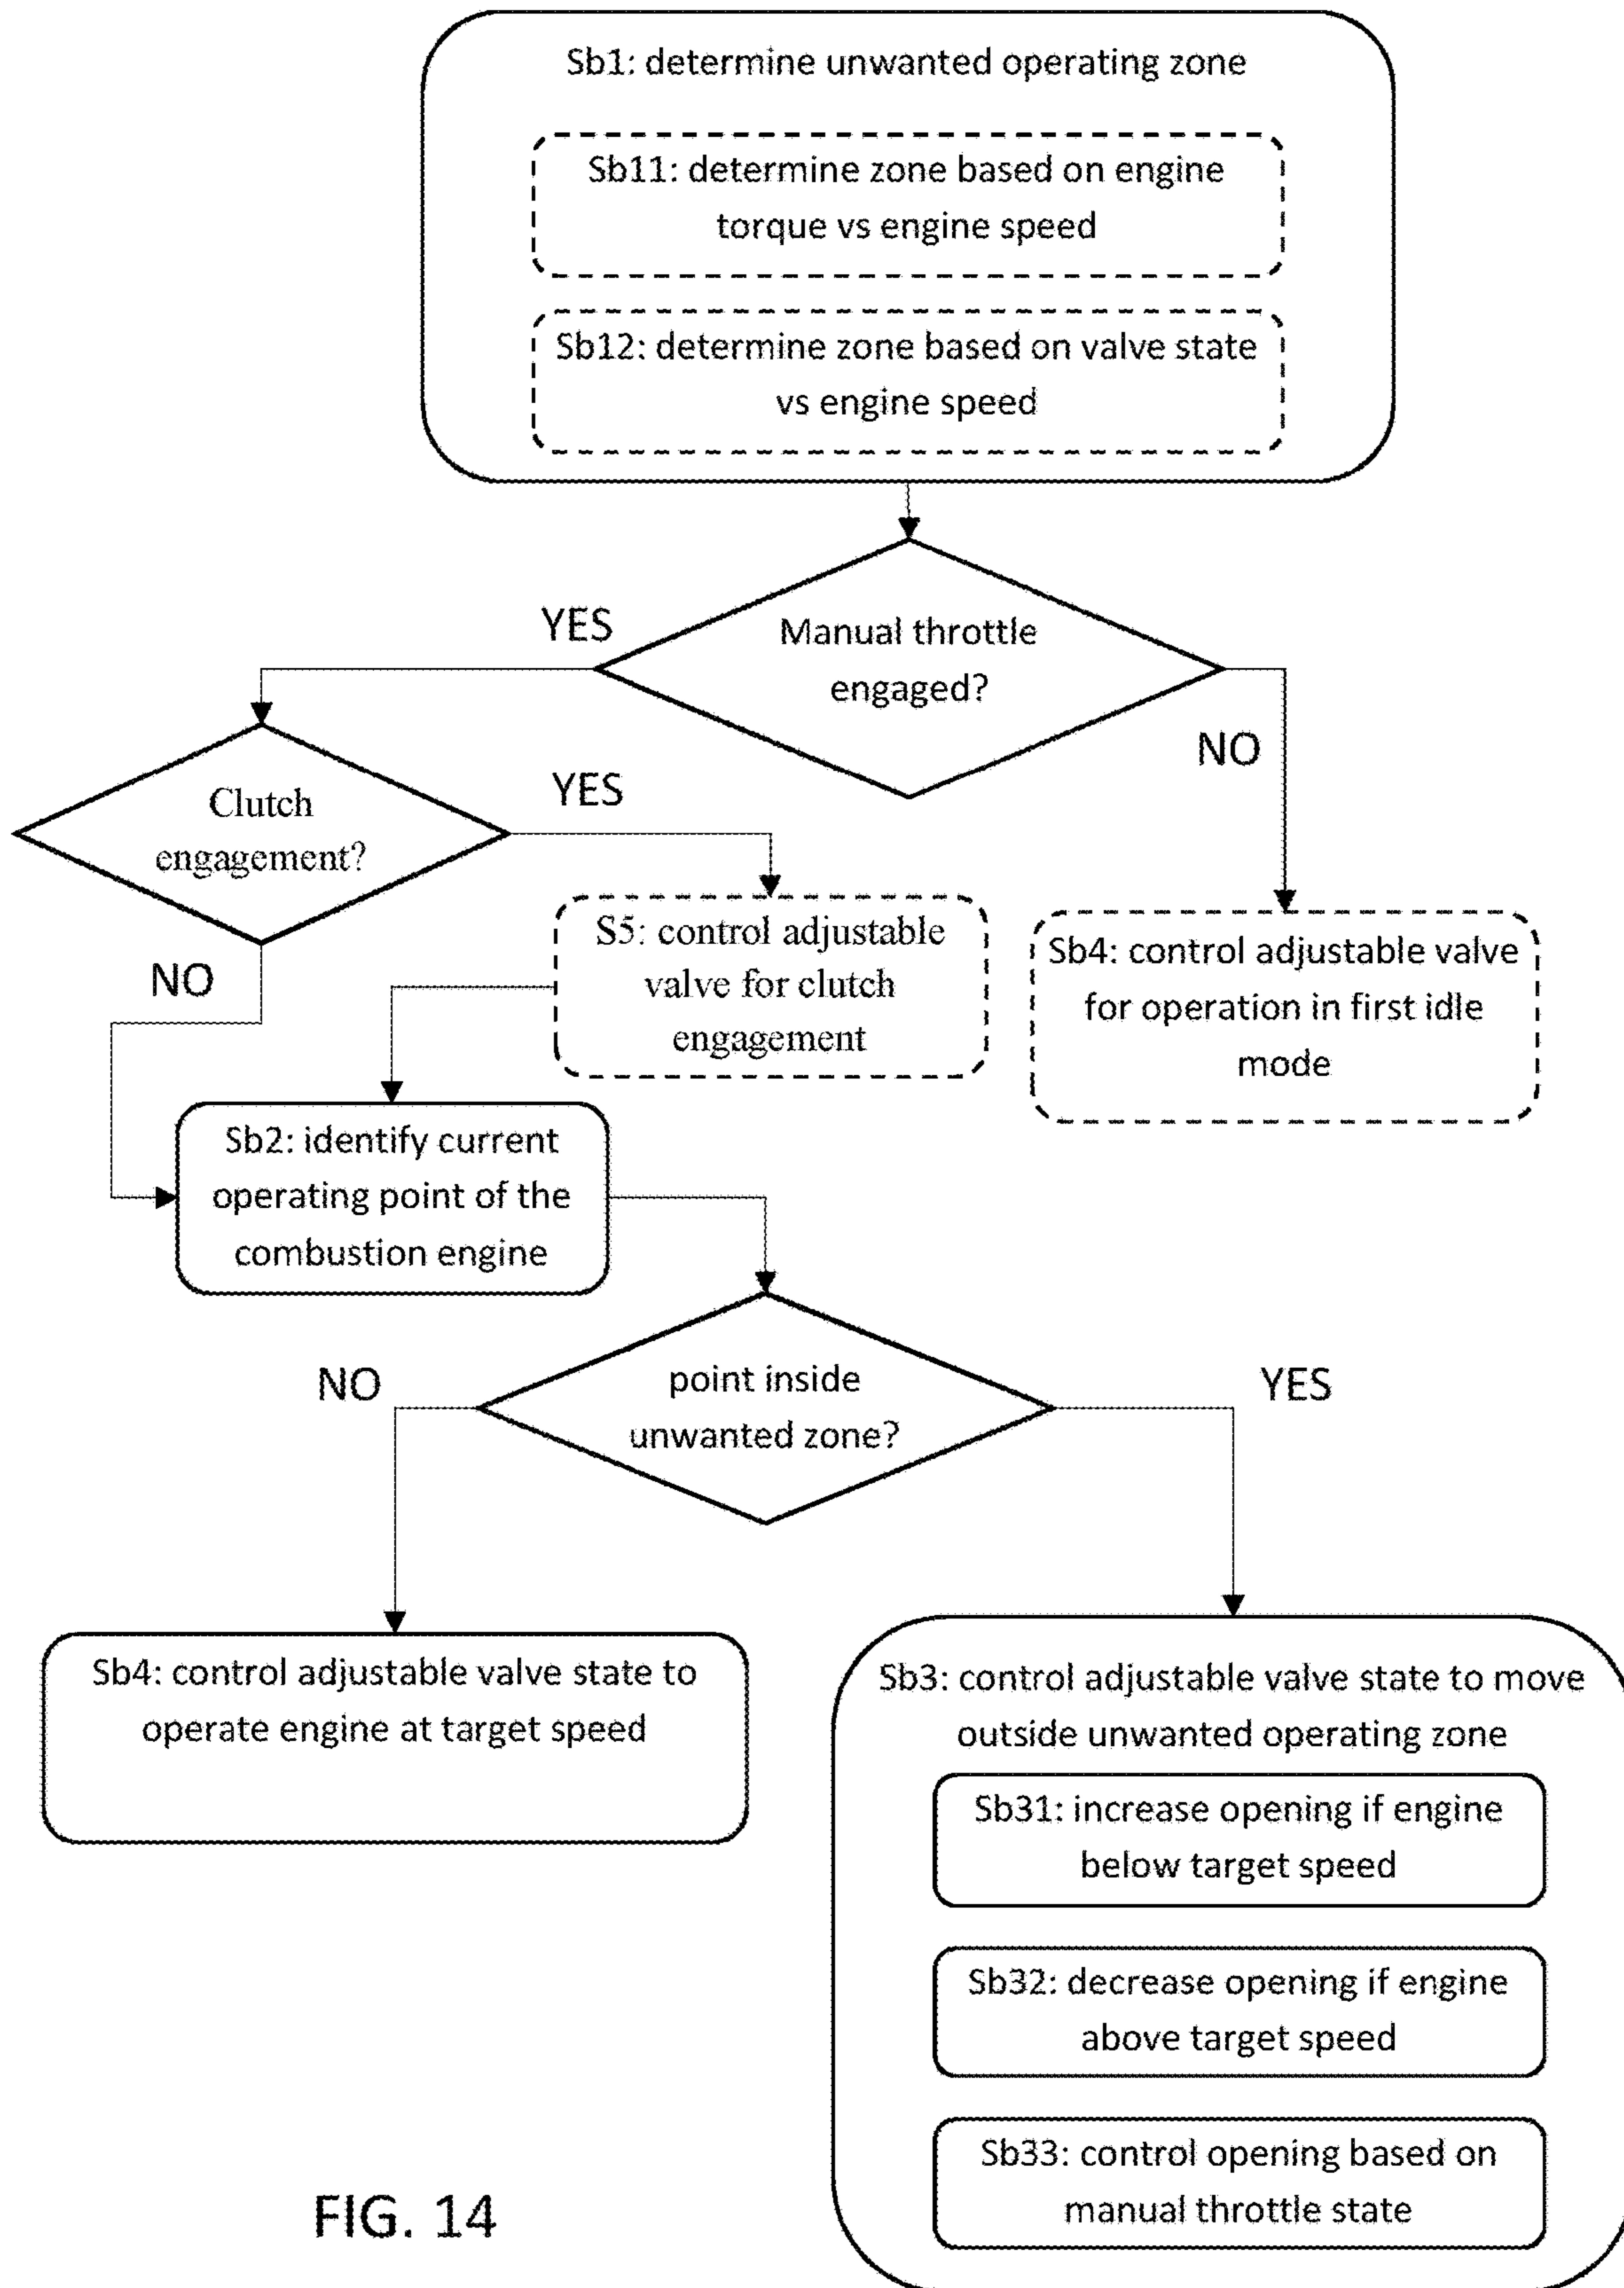 Sb1: determine unwanted operating zone
Sb11: determine zone based on engine
torque vs engine speed
Sb12: determine zone based on valve state
vs engine speed
Manual throttle
engaged?
YES
NO
Clutch
engagement?
YES
NO
S5: control adjustable
valve for clutch
engagement
Sb4: control adjustable valve
for operation in first idle
mode
Sb2: identify current
operating point of the
combustion engine
point inside
unwanted zone?
NO
YES
Sb4: control adjustable valve state to
operate engine at target speed
Sb3: control adjustable valve state to move
outside unwanted operating zone
Sb31: increase opening if engine
below target speed
Sb32: decrease opening if engine
above target speed
Sb33: control opening based on
manual throttle state
FIG. 14